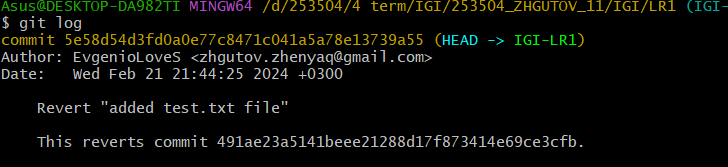 Asus@DESKTOP-DA982TI MINGW64 /d/253504/4 term/IGI/253504_ZHGUTOV_11/IGI/LR1 (IGI-
$ git log
commit 5e58d54d3fd0a0e77c8471c041a5a78e13739a55 (HEAD -> IGI-LR1)
Author: EvgenioLoveS <zhgutov.zhenyaq@gmail.com>
Date:   Wed Feb 21 21:44:25 2024 +0300

    Revert "added test.txt file"

    This reverts commit 491ae23a5141beee21288d17f873414e69ce3cfb.